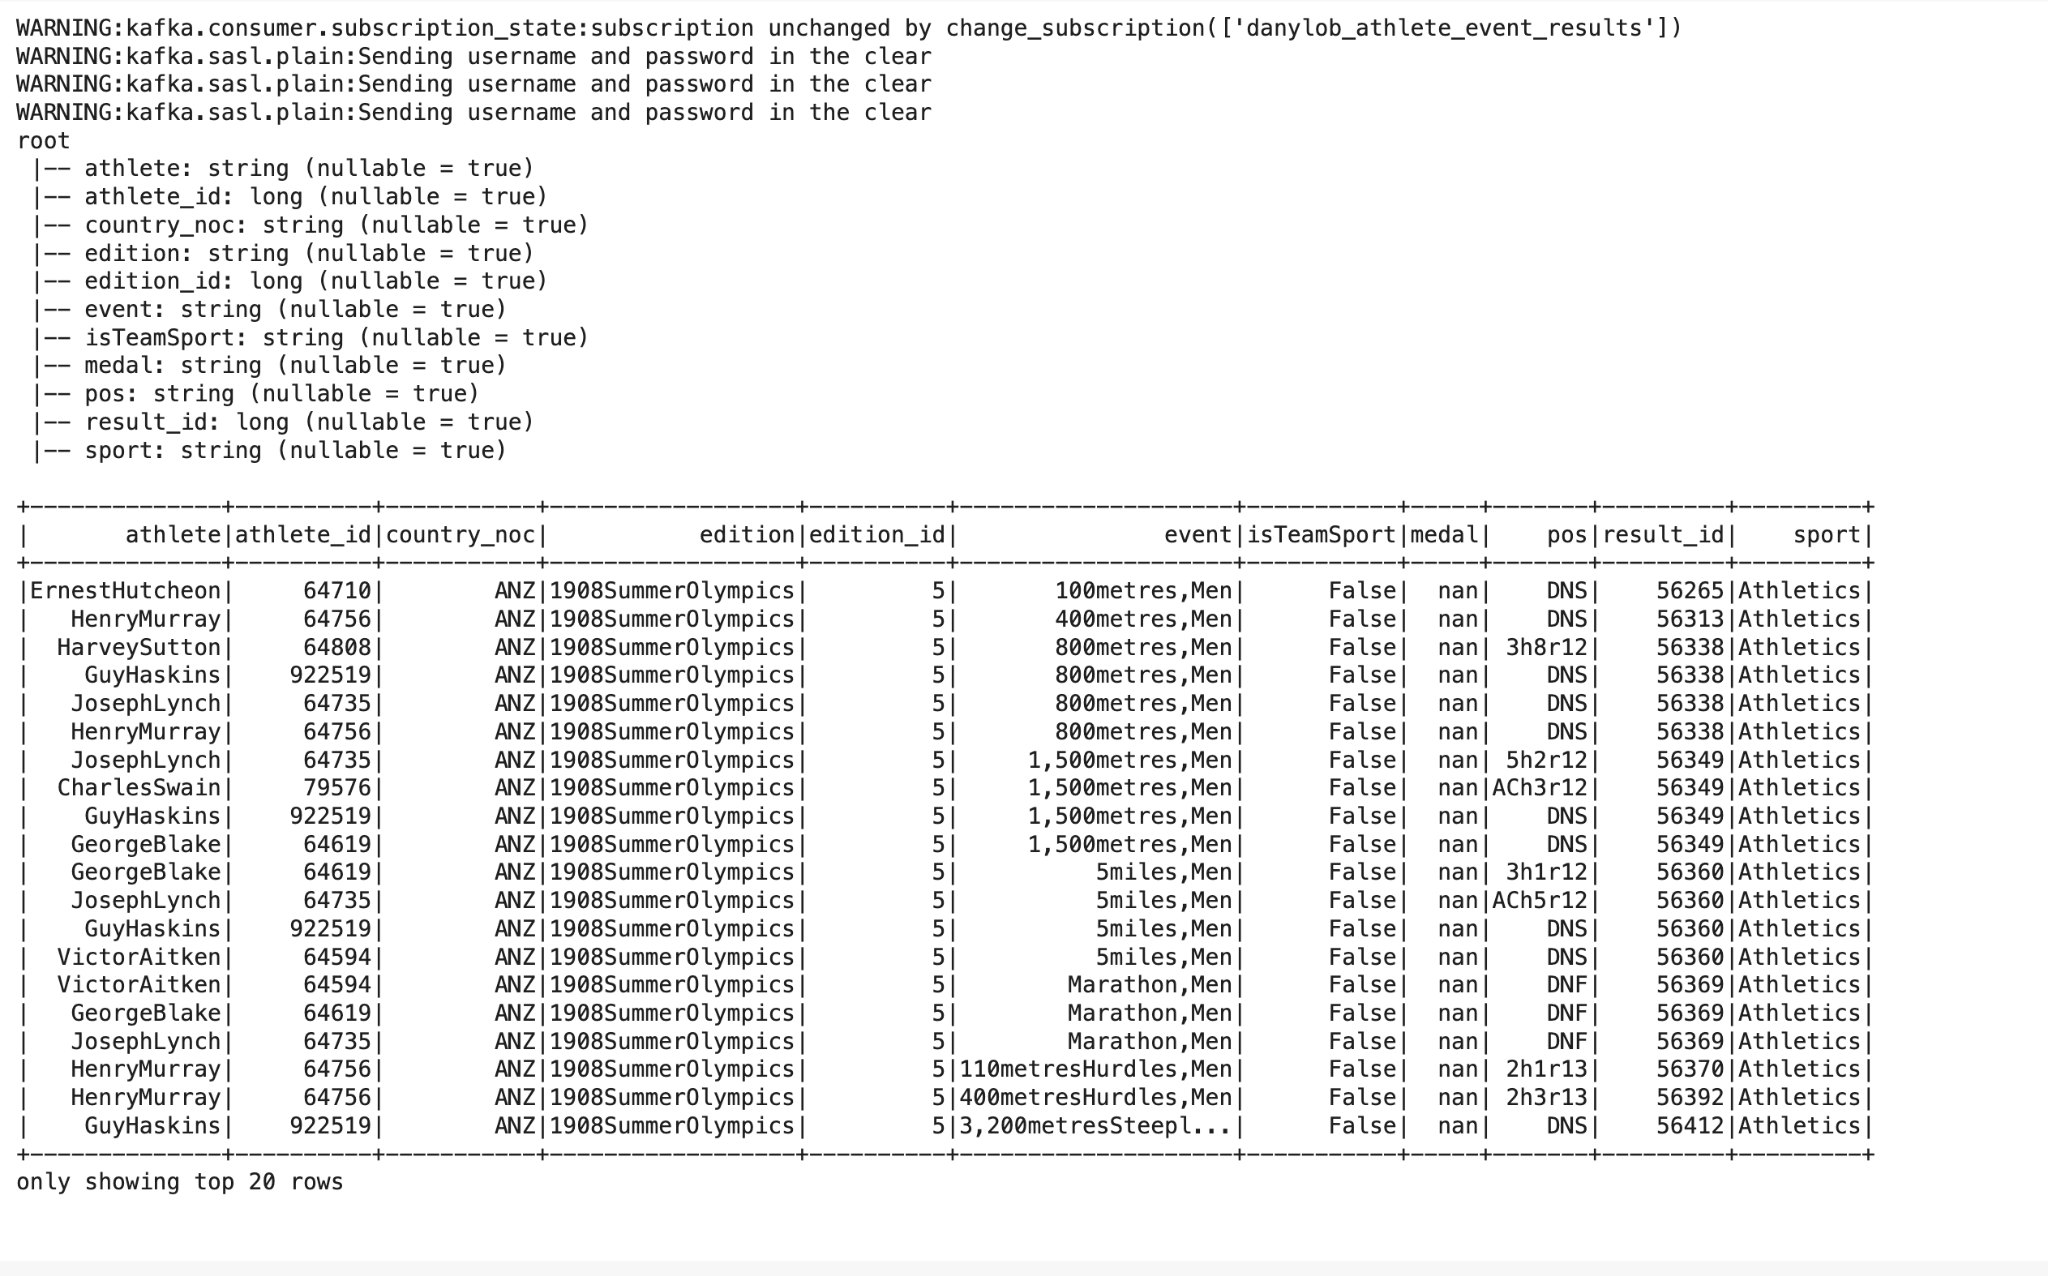 WARNING:kafka.consumer.subscription_state:subscription unchanged by change_subscription(['danylob_athlete_event_results'])
WARNING:kafka.sasl.plain:Sending username and password in the clear
WARNING:kafka.sasl.plain:Sending username and password in the clear
WARNING:kafka.sasl.plain:Sending username and password in the clear
root
 |-- athlete: string (nullable = true)
 |-- athlete_id: long (nullable = true)
 |-- country_noc: string (nullable = true)
 |-- edition: string (nullable = true)
 |-- edition_id: long (nullable = true)
 |-- event: string (nullable = true)
 |-- isTeamSport: string (nullable = true)
 |-- medal: string (nullable = true)
 |-- pos: string (nullable = true)
 |-- result_id: long (nullable = true)
 |-- sport: string (nullable = true)

+--------------+----------+-----------+------------------+----------+--------------------+-----------+-----+-------+---------+---------+
|       athlete|athlete_id|country_noc|           edition|edition_id|               event|isTeamSport|medal|    pos|result_id|    sport|
+--------------+----------+-----------+------------------+----------+--------------------+-----------+-----+-------+---------+---------+
|ErnestHutcheon|     64710|        ANZ|1908SummerOlympics|         5|       100metres,Men|      False|  nan|    DNS|    56265|Athletics|
|   HenryMurray|     64756|        ANZ|1908SummerOlympics|         5|       400metres,Men|      False|  nan|    DNS|    56313|Athletics|
|  HarveySutton|     64808|        ANZ|1908SummerOlympics|         5|       800metres,Men|      False|  nan| 3h8r12|    56338|Athletics|
|    GuyHaskins|    922519|        ANZ|1908SummerOlympics|         5|       800metres,Men|      False|  nan|    DNS|    56338|Athletics|
|   JosephLynch|     64735|        ANZ|1908SummerOlympics|         5|       800metres,Men|      False|  nan|    DNS|    56338|Athletics|
|   HenryMurray|     64756|        ANZ|1908SummerOlympics|         5|       800metres,Men|      False|  nan|    DNS|    56338|Athletics|
|   JosephLynch|     64735|        ANZ|1908SummerOlympics|         5|     1,500metres,Men|      False|  nan| 5h2r12|    56349|Athletics|
|  CharlesSwain|     79576|        ANZ|1908SummerOlympics|         5|     1,500metres,Men|      False|  nan|ACh3r12|    56349|Athletics|
|    GuyHaskins|    922519|        ANZ|1908SummerOlympics|         5|     1,500metres,Men|      False|  nan|    DNS|    56349|Athletics|
|   GeorgeBlake|     64619|        ANZ|1908SummerOlympics|         5|     1,500metres,Men|      False|  nan|    DNS|    56349|Athletics|
|   GeorgeBlake|     64619|        ANZ|1908SummerOlympics|         5|          5miles,Men|      False|  nan| 3h1r12|    56360|Athletics|
|   JosephLynch|     64735|        ANZ|1908SummerOlympics|         5|          5miles,Men|      False|  nan|ACh5r12|    56360|Athletics|
|    GuyHaskins|    922519|        ANZ|1908SummerOlympics|         5|          5miles,Men|      False|  nan|    DNS|    56360|Athletics|
|  VictorAitken|     64594|        ANZ|1908SummerOlympics|         5|          5miles,Men|      False|  nan|    DNS|    56360|Athletics|
|  VictorAitken|     64594|        ANZ|1908SummerOlympics|         5|        Marathon,Men|      False|  nan|    DNF|    56369|Athletics|
|   GeorgeBlake|     64619|        ANZ|1908SummerOlympics|         5|        Marathon,Men|      False|  nan|    DNF|    56369|Athletics|
|   JosephLynch|     64735|        ANZ|1908SummerOlympics|         5|        Marathon,Men|      False|  nan|    DNF|    56369|Athletics|
|   HenryMurray|     64756|        ANZ|1908SummerOlympics|         5|110metresHurdles,Men|      False|  nan| 2h1r13|    56370|Athletics|
|   HenryMurray|     64756|        ANZ|1908SummerOlympics|         5|400metresHurdles,Men|      False|  nan| 2h3r13|    56392|Athletics|
|    GuyHaskins|    922519|        ANZ|1908SummerOlympics|         5|3,200metresSteepl...|      False|  nan|    DNS|    56412|Athletics|
+--------------+----------+-----------+------------------+----------+--------------------+-----------+-----+-------+---------+---------+
only showing top 20 rows